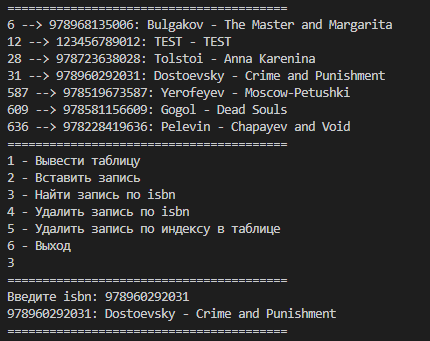 ========================================
6 --> 978968135006: Bulgakov - The Master and Margarita
12 --> 123456789012: TEST - TEST
28 --> 978723638028: Tolstoi - Anna Karenina
31 --> 978960292031: Dostoevsky - Crime and Punishment
587 --> 978519673587: Yerofeyev - Moscow-Petushki
609 --> 978581156609: Gogol - Dead Souls
636 --> 978228419636: Pelevin - Chapayev and Void
========================================
1 - Вывести таблицу
2 - Вставить запись
3 - Найти запись по isbn
4 - Удалить запись по isbn
5 - Удалить запись по индексу в таблице
6 - Выход
3
========================================
Введите isbn: 978960292031
978960292031: Dostoevsky - Crime and Punishment
========================================